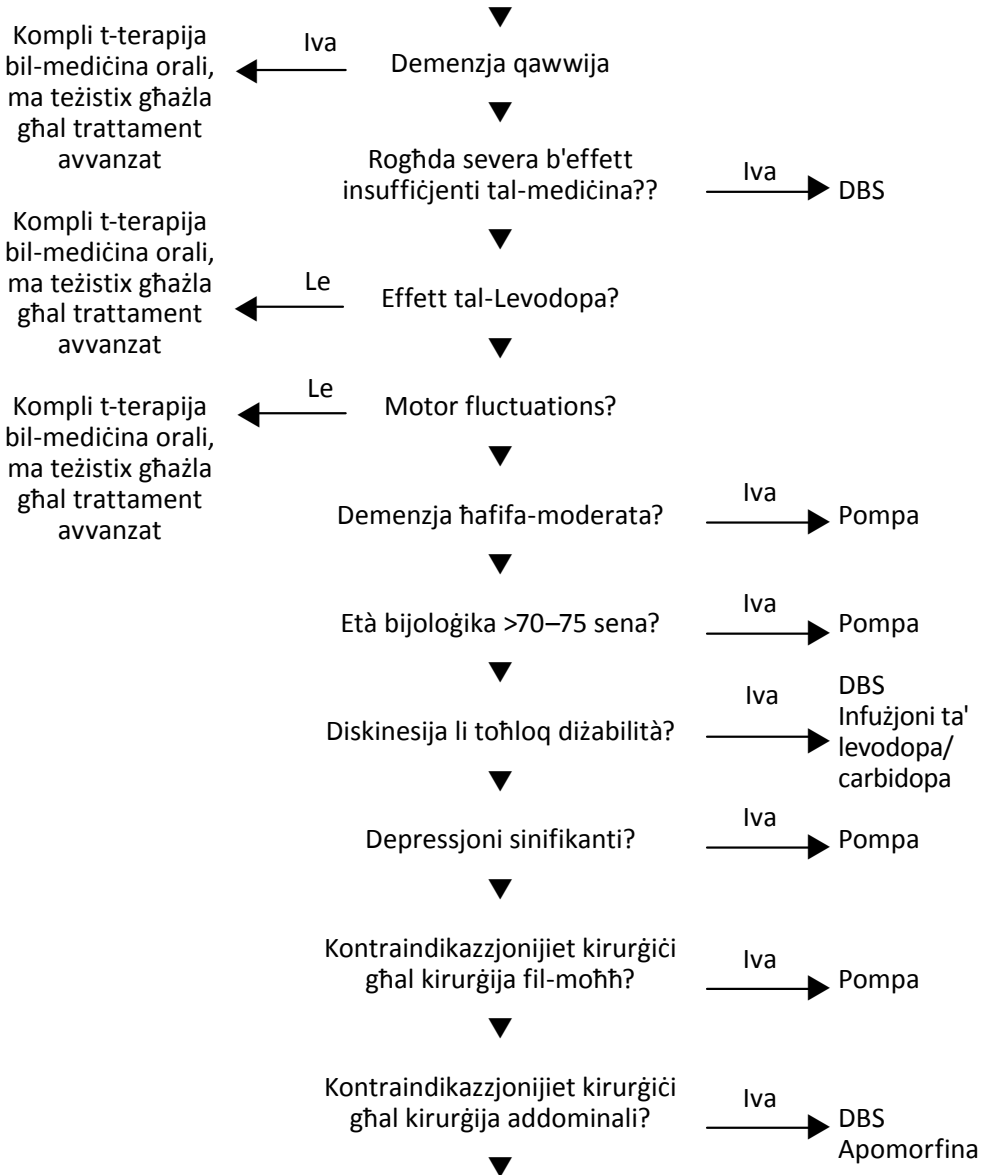 Kompli t-terapija
bil-mediċina orali,
ma teżistix għażla
għal trattament
avvanzat
Iva
Demenzja qawwija
Rogħda severa b'effett
insuffiċjenti tal-mediċina??
Iva
DBS
Kompli t-terapija
bil-mediċina orali,
ma teżistix għażla
għal trattament
avvanzat
Le
Effett tal-Levodopa?
Kompli t-terapija
bil-mediċina orali,
ma teżistix għażla
għal trattament
avvanzat
Le
Motor fluctuations?
Demenzja ħafifa-moderata?
Iva
Pompa
Età bijoloġika >70–75 sena?
Iva
Pompa
Diskinesija li toħloq diżabilità?
Iva
DBS
Infużjoni ta'
levodopa/
carbidopa
Depressjoni sinifikanti?
Iva
Pompa
Kontraindikazzjonijiet kirurġiċi
għal kirurġija fil-moħħ?
Iva
Pompa
Kontraindikazzjonijiet kirurġiċi
għal kirurġija addominali?
Iva
DBS
Apomorfina